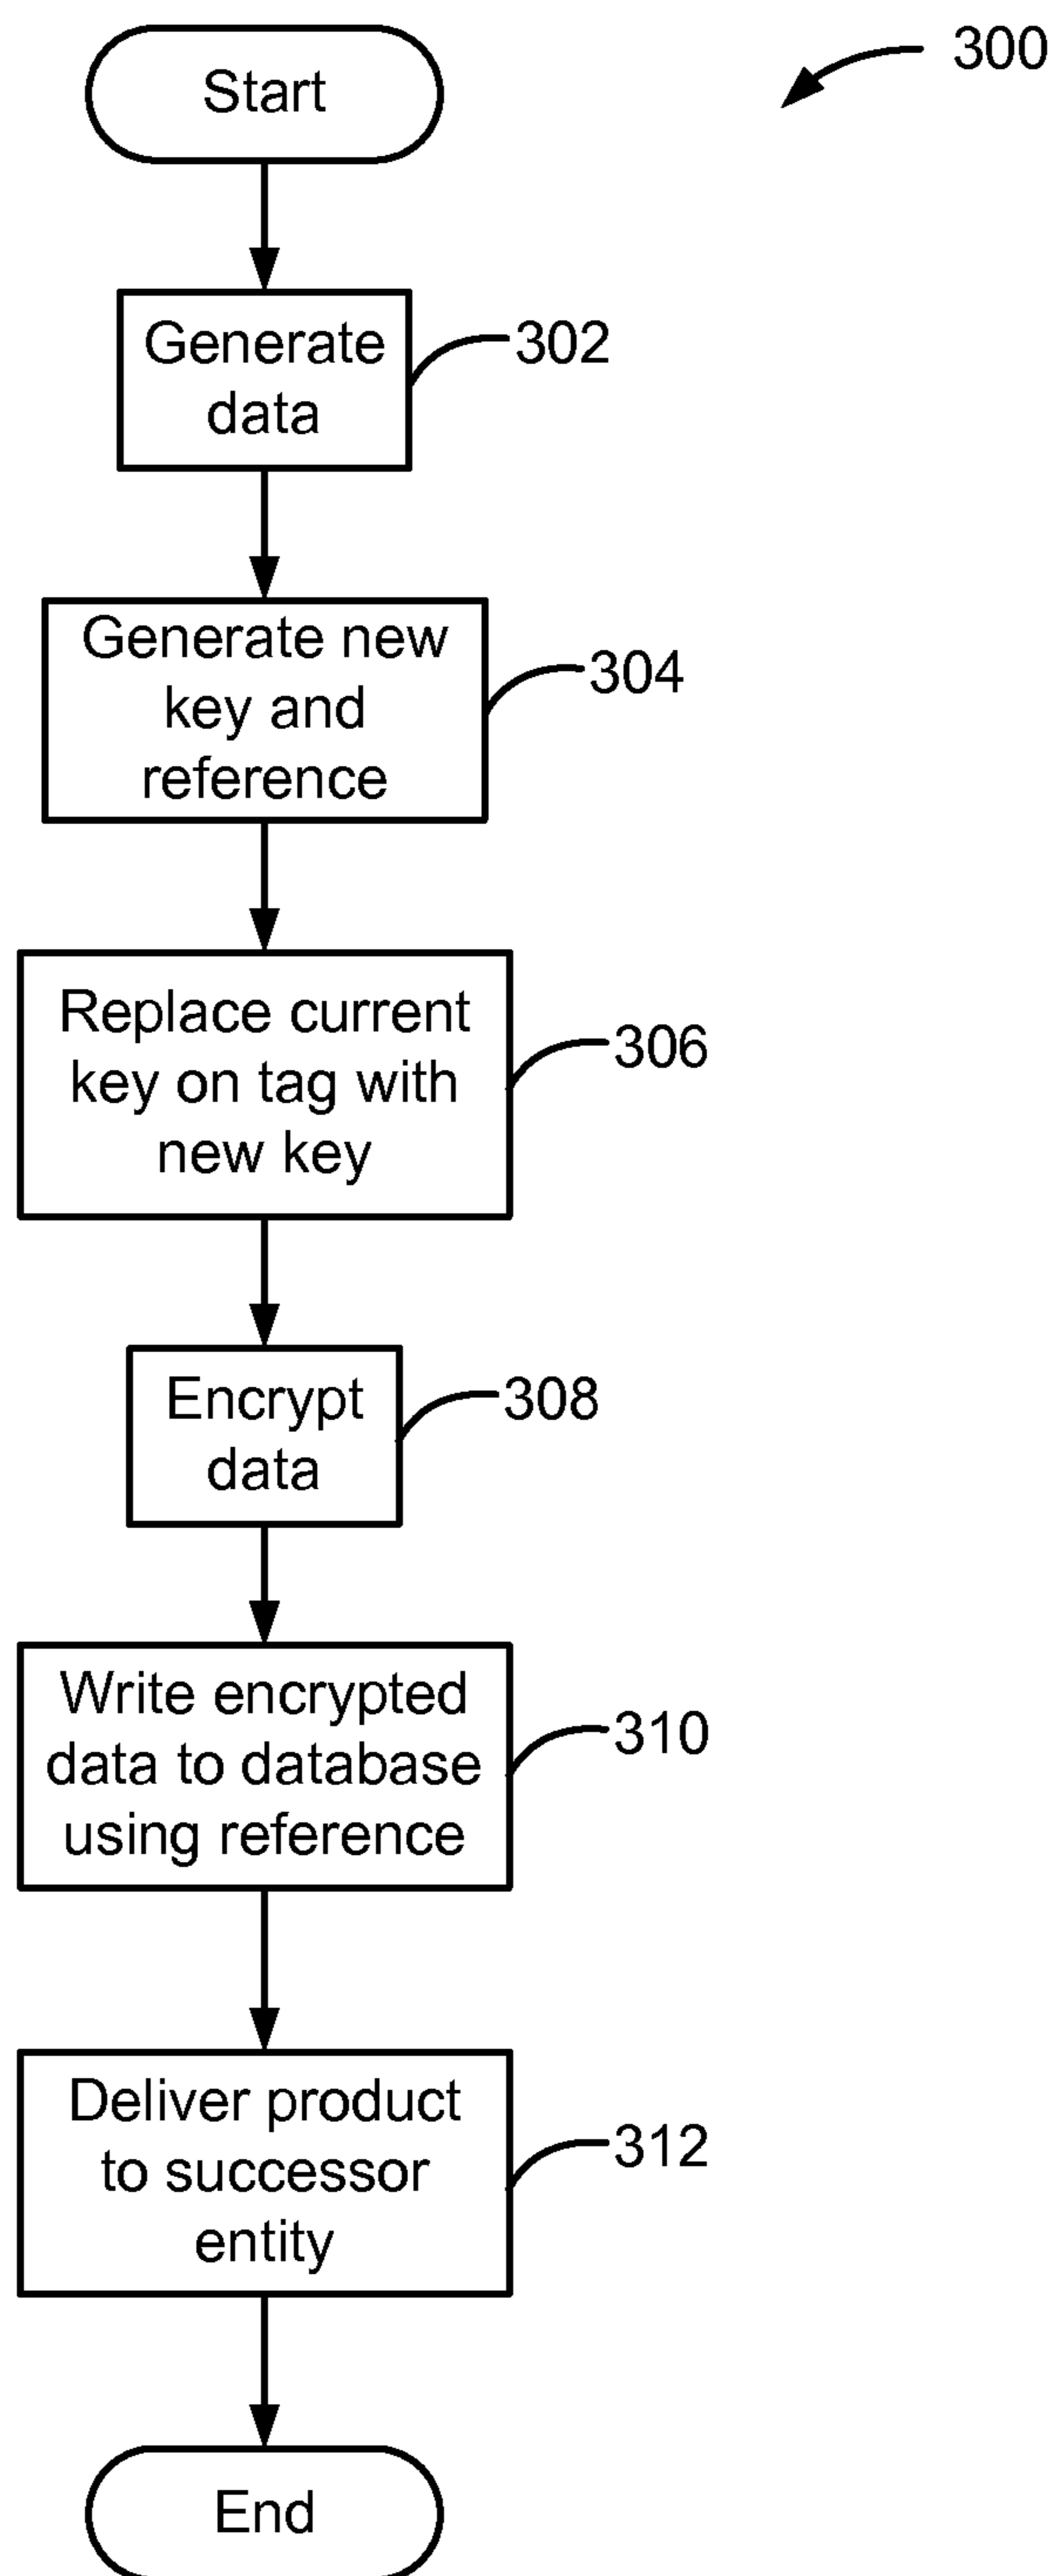 Start
300
Generate
data
302
Generate new
key and
reference
304
Replace current
key on tag with
new key
306
Encrypt
data
308
Write encrypted
data to database
using reference
310
Deliver product
to successor
entity
312
End